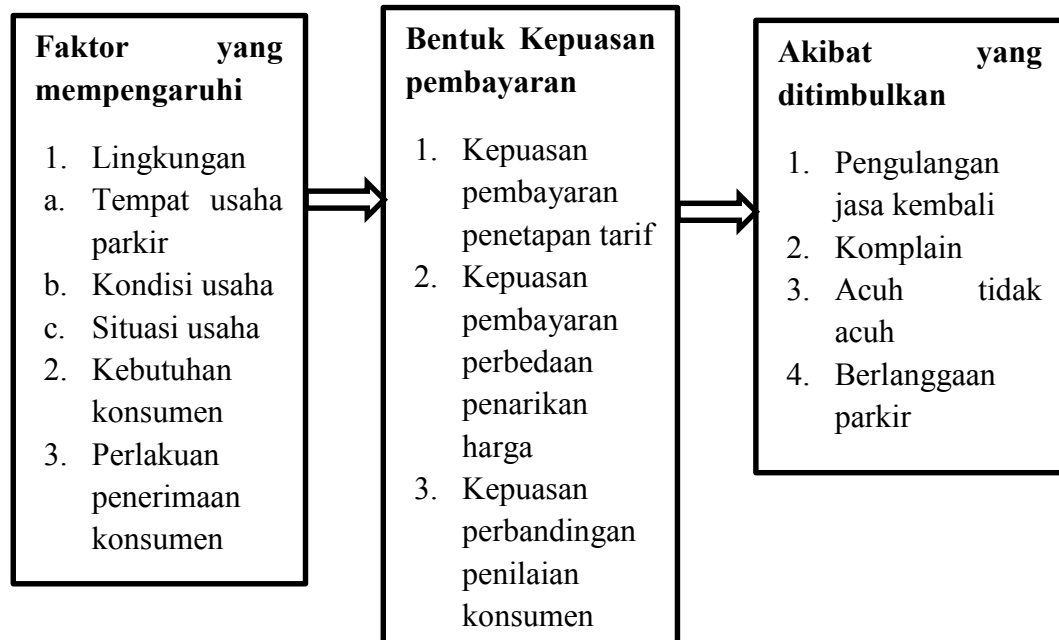 Faktor yang
mempengaruhi
1. Lingkungan
a. Tempat usaha
parkir
b. Kondisi usaha
c. Situasi usaha
2. Kebutuhan
konsumen
3. Perlakuan
penerimaan
konsumen
Bentuk Kepuasan
pembayaran
1. Kepuasan
pembayaran
penetapan tarif
2. Kepuasan
pembayaran
perbedaan
penarikan
harga
3. Kepuasan
perbandingan
penilaian
konsumen
Akibat yang
ditimbulkan
1. Pengulangan
jasa kembali
2. Komplain
3. Acuh tidak
acuh
4. Berlanggaan
parkir